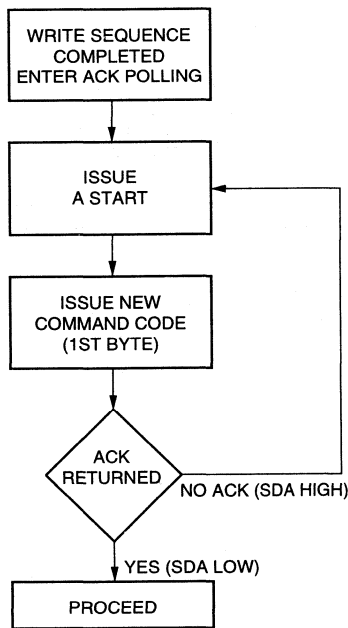 WRITE SEQUENCE
COMPLETED
ENTER ACK POLLING
ISSUE
A START
ISSUE NEW
COMMAND CODE
(1ST BYTE)
ACK
RETURNED
NO ACK (SDA HIGH)
YES (SDA LOW)
PROCEED